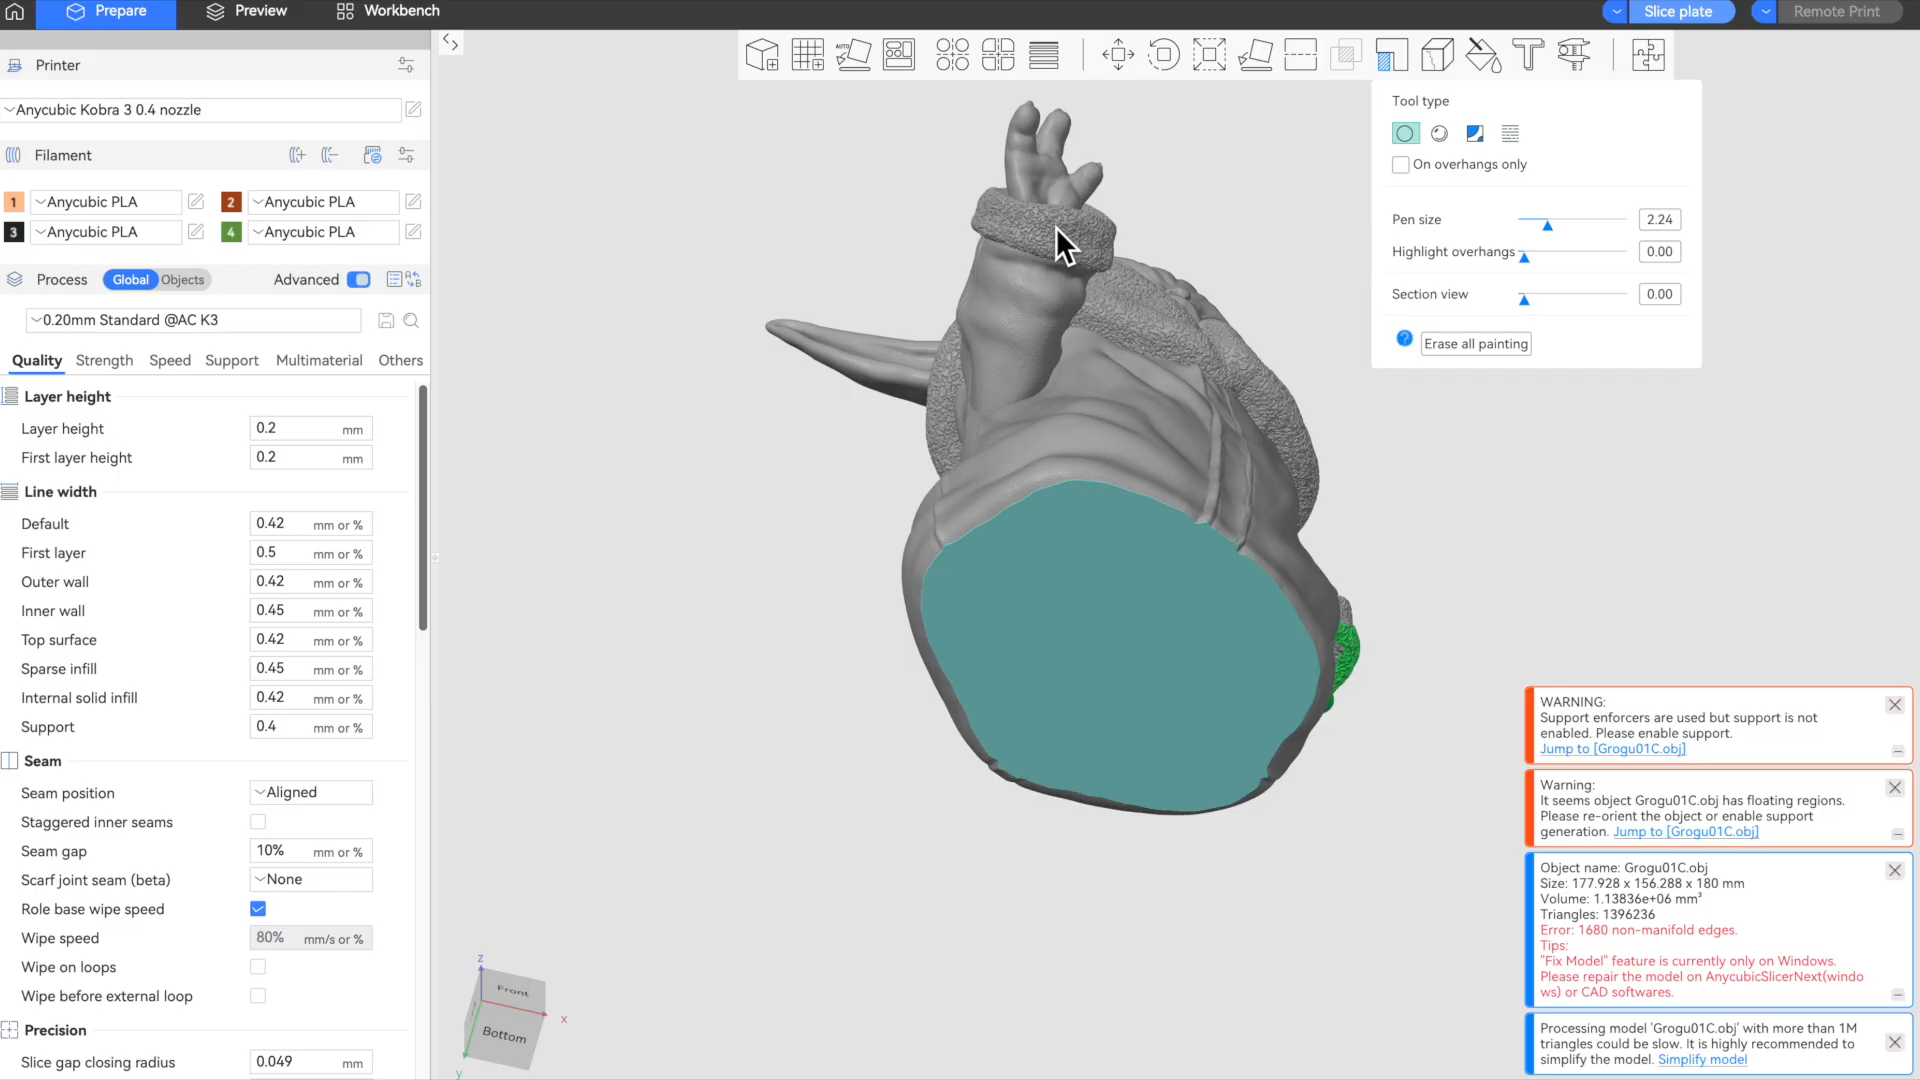 Prepare
Preview
Workbench
Slice plate
Remote Print
Printer
Anycubic Kobra 3 0.4 nozzle
Filament
1 Anycubic PLA 2 Anycubic PLA
3 Anycubic PLA 4 Anycubic PLA
Process Global Objects Advanced
0.20mm Standard @AC K3
Quality Strength Speed Support Multimaterial Others
Layer height
Layer height 0.2 mm
First layer height 0.2 mm
Line width
Default 0.42 mm or %
First layer 0.5 mm or %
Outer wall 0.42 mm or %
Inner wall 0.45 mm or %
Top surface 0.42 mm or %
Sparse infill 0.45 mm or %
Internal solid infill 0.42 mm or %
Support 0.4 mm or %
Seam
Seam position Aligned
Staggered inner seams
Seam gap 10% mm or %
Scarf joint seam (beta) None
Role base wipe speed
Wipe speed 80% mm/s or %
Wipe on loops
Wipe before external loop
Precision
Slice gap closing radius 0.049 mm
AUTO
Tool type
On overhangs only
Pen size 2.24
Highlight overhangs 0.00
Section view 0.00
? Erase all painting
z
Front
x
Bottom
y
WARNING:
Support enforcers are used but support is not
enabled. Please enable support.
Jump to [Grogu01C.obj]
Warning:
It seems object Grogu01C.obj has floating regions.
Please re-orient the object or enable support
generation. Jump to [Grogu01C.obj]
Object name: Grogu01C.obj
Size: 177.928 x 156.288 x 180 mm
Volume: 1.13836e+06 mm³
Triangles: 1396236
Error: 1680 non-manifold edges.
Tips:
"Fix Model" feature is currently only on Windows.
Please repair the model on AnycubicSlicerNext(windo
ws) or CAD softwares.
Processing model 'Grogu01C.obj' with more than 1M
triangles could be slow. It is highly recommended to
simplify the model. Simplify model